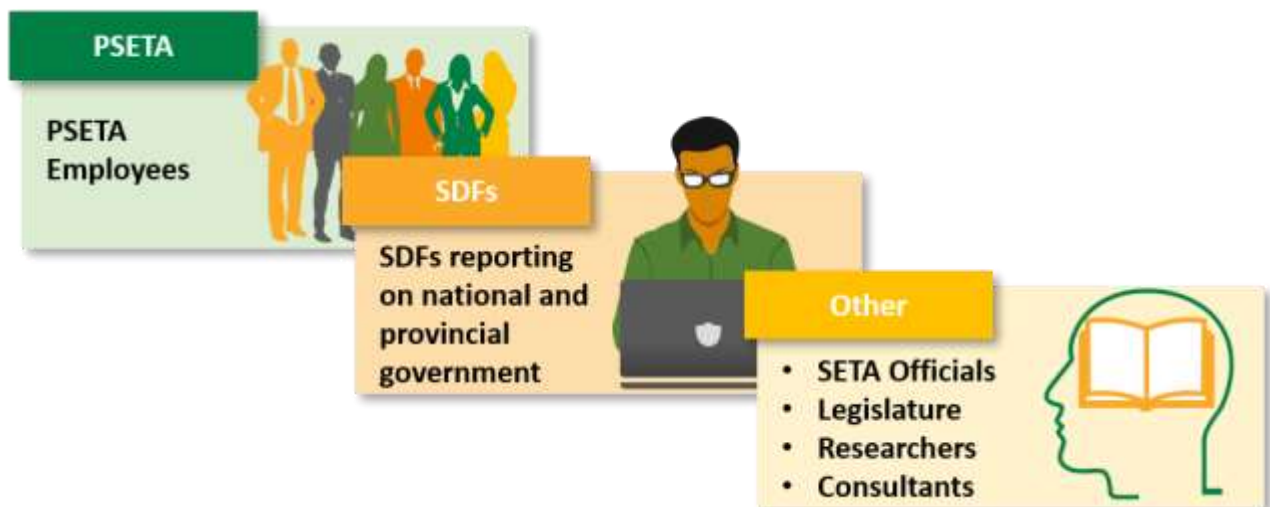 PSETA
PSETA
Employees
SDFs
SDFs reporting
on national and
provincial
government
Other
• SETA Officials
• Legislature
• Researchers
• Consultants